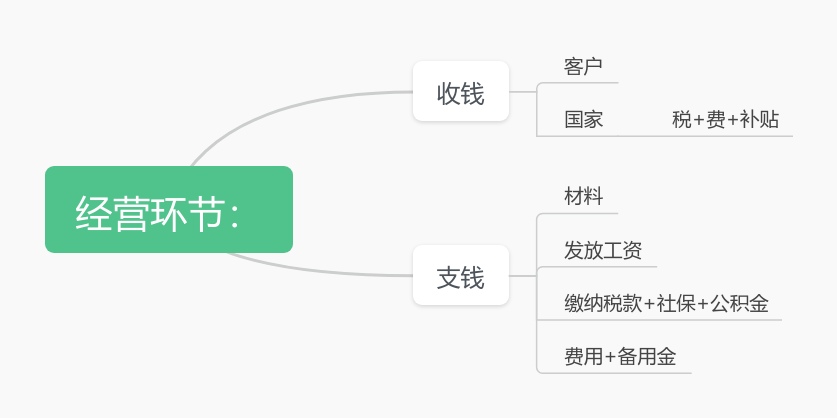 经营环节：
收钱
客户
国家 税+费+补贴
支钱
材料
发放工资
缴纳税款+社保+公积金
费用+备用金